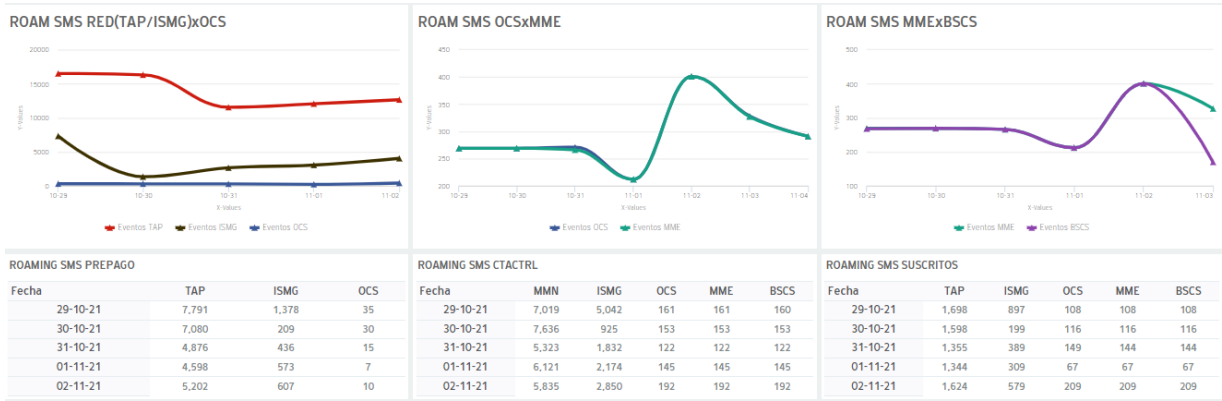 ROAM SMS RED(TAP/ISMG)xOCS
20000
15000
10000
5000
0
Y-Values
10-29 10-30 10-31 11-01 11-02
X-Values
Eventos TAP Eventos ISMG Eventos OCS
ROAM SMS OCSxMME
450
400
350
300
250
200
Y-Values
10-29 10-30 10-31 11-01 11-02 11-03 11-04
X-Values
Eventos OCS Eventos MME
ROAM SMS MMExBSCS
500
400
300
200
100
Y-Values
10-29 10-30 10-31 11-01 11-02 11-03
X-Values
Eventos MME Eventos BSCS
ROAMING SMS PREPAGO
Fecha TAP ISMG OCS
29-10-21 7,791 1,378 35
30-10-21 7,080 209 30
31-10-21 4,876 436 15
01-11-21 4,598 573 7
02-11-21 5,202 607 10
ROAMING SMS CTACTRL
Fecha MMN ISMG OCS MME BSCS
29-10-21 7,019 5,042 161 161 160
30-10-21 7,636 925 153 153 153
31-10-21 5,323 1,832 122 122 122
01-11-21 6,121 2,174 145 145 145
02-11-21 5,835 2,850 192 192 192
ROAMING SMS SUSCRITOS
Fecha TAP ISMG OCS MME BSCS
29-10-21 1,698 897 108 108 108
30-10-21 1,598 199 116 116 116
31-10-21 1,355 389 149 144 144
01-11-21 1,344 309 67 67 67
02-11-21 1,624 579 209 209 209